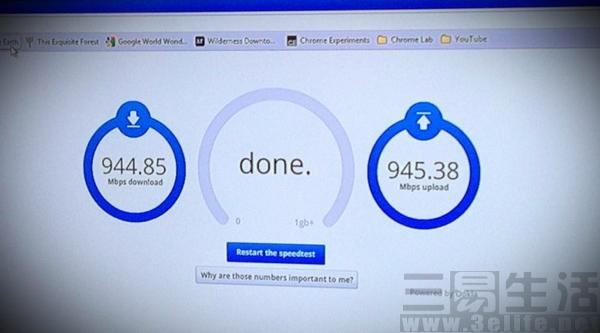 Earth This Exquisite Forest Google World Wond... Wilderness Downto... Chrome Experiments Chrome Lab YouTube
944.85
Mbps download
done.
945.38
Mbps upload
0 1gb+
Restart the speedtest
Why are those numbers important to me?
Powered by
三易生活
www.3elife.net